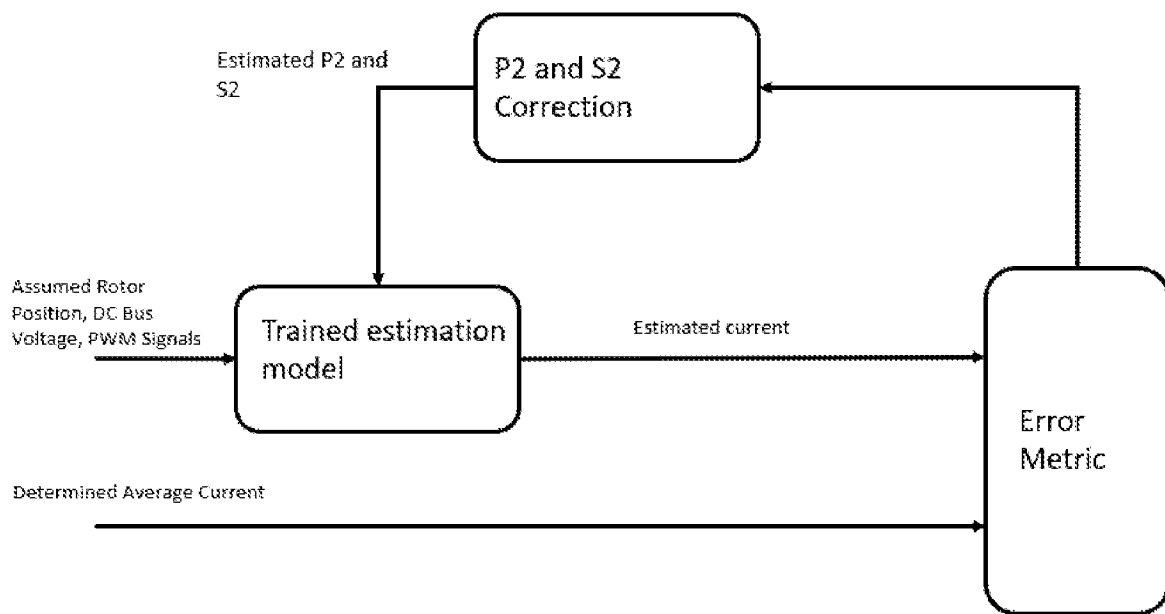 Estimated P2 and
S2
P2 and S2
Correction
Assumed Rotor
Position, DC Bus
Voltage, PWM Signals
Trained estimation
model
Estimated current
Error
Metric
Determined Average Current